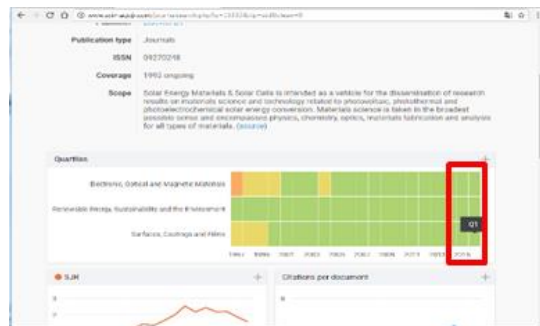 Publication type Journals
ISSN 09270248
Coverage 1992-ongoing
Scope Solar Energy Materials & Solar Cells is intended as a vehicle for the dissemination of research
results on materials science and technology related to photovoltaic, photothermal and
photoelectrochemical solar energy conversion. Materials science is taken in the broadest
possible sense and encompasses physics, chemistry, optics, materials fabrication and analysis
for all types of materials. (source)
Quartiles
Electronic, Optical and Magnetic Materials
Renewable Energy, Sustainability and the Environment
Q1
Surfaces, Coatings and Films
SJR
Citations per document